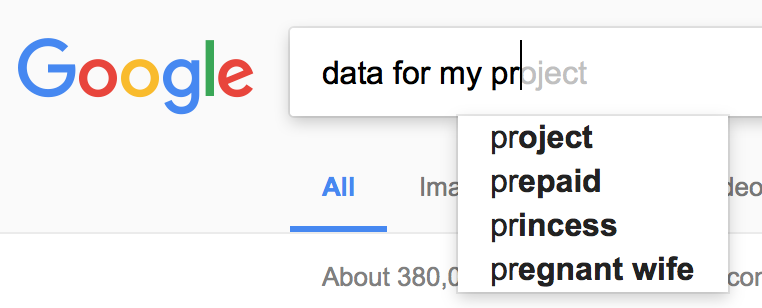 Google
data for my project
project
prepaid
princess
pregnant wife
All
About 380,0